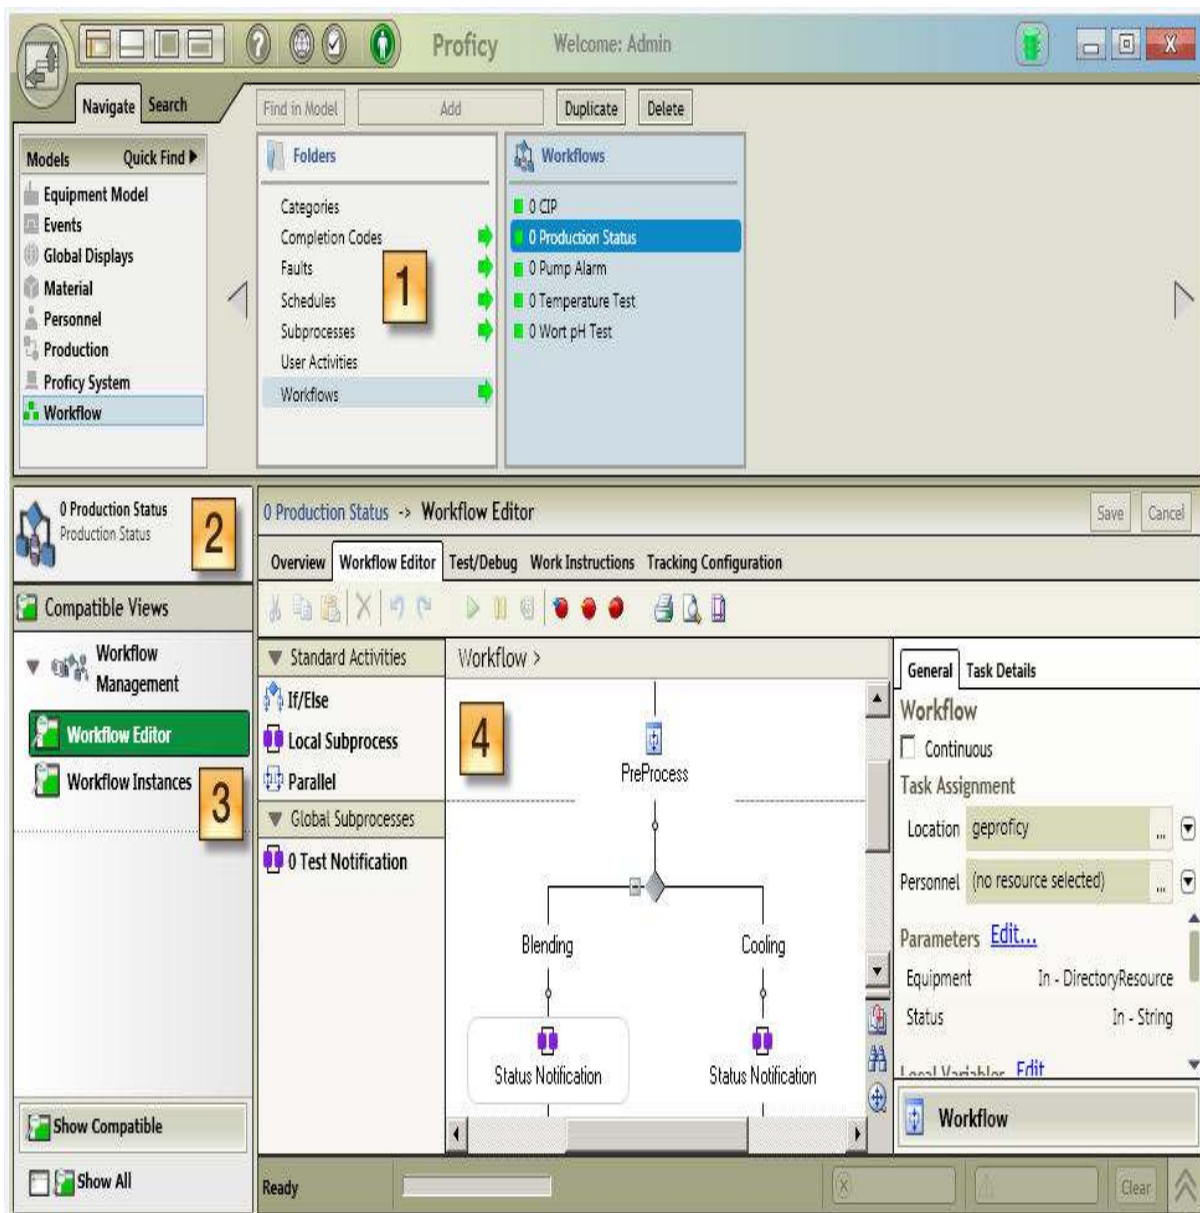 Proficy Welcome: Admin
Navigate Search
Find in Model Add Duplicate Delete
Models Quick Find
Equipment Model
Events
Global Displays
Material
Personnel
Production
Proficy System
Workflow
Folders
Categories
Completion Codes
Faults
Schedules
Subprocesses
User Activities
Workflows
1
Workflows
0 CIP
0 Production Status
0 Pump Alarm
0 Temperature Test
0 Wort pH Test
0 Production Status
Production Status
2
Compatible Views
Workflow
Management
Workflow Editor
Workflow Instances
3
Show Compatible
Show All
0 Production Status -> Workflow Editor
Save Cancel
Overview Workflow Editor Test/Debug Work Instructions Tracking Configuration
Standard Activities
If/Else
Local Subprocess
Parallel
Global Subprocesses
0 Test Notification
Workflow >
4
PreProcess
Blending Cooling
Status Notification Status Notification
General Task Details
Workflow
Continuous
Task Assignment
Location geproficy ...
Personnel (no resource selected) ...
Parameters Edit...
Equipment In - DirectoryResource
Status In - String
Local Variables Edit
Workflow
Ready
Clear